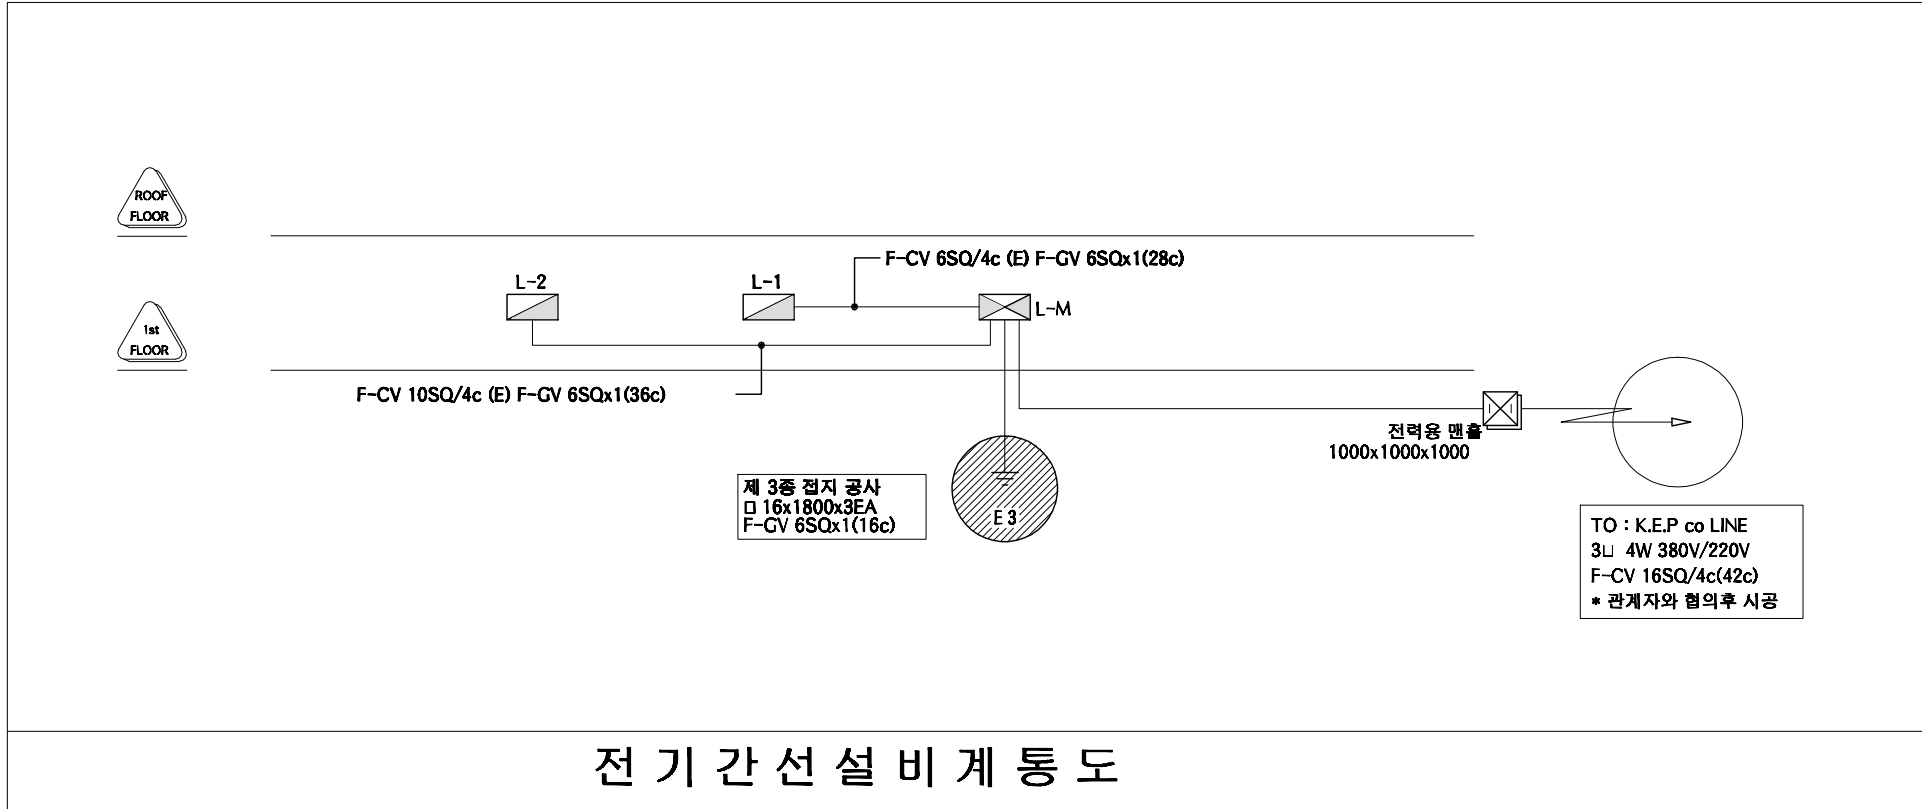 ROOF
FLOOR
F-CV 6SQ/4c (E) F-GV 6SQx1(28c)
L-2
L-1
L-M
1st
FLOOR
F-CV 10SQ/4c (E) F-GV 6SQx1(36c)
전력용 맨홀
1000x1000x1000
제 3종 접지 공사
□ 16x1800x3EA
F-GV 6SQx1(16c)
E3
TO : K.E.P co LINE
3⊔ 4W 380V/220V
F-CV 16SQ/4c(42c)
* 관계자와 협의후 시공
전기간선설비계통도